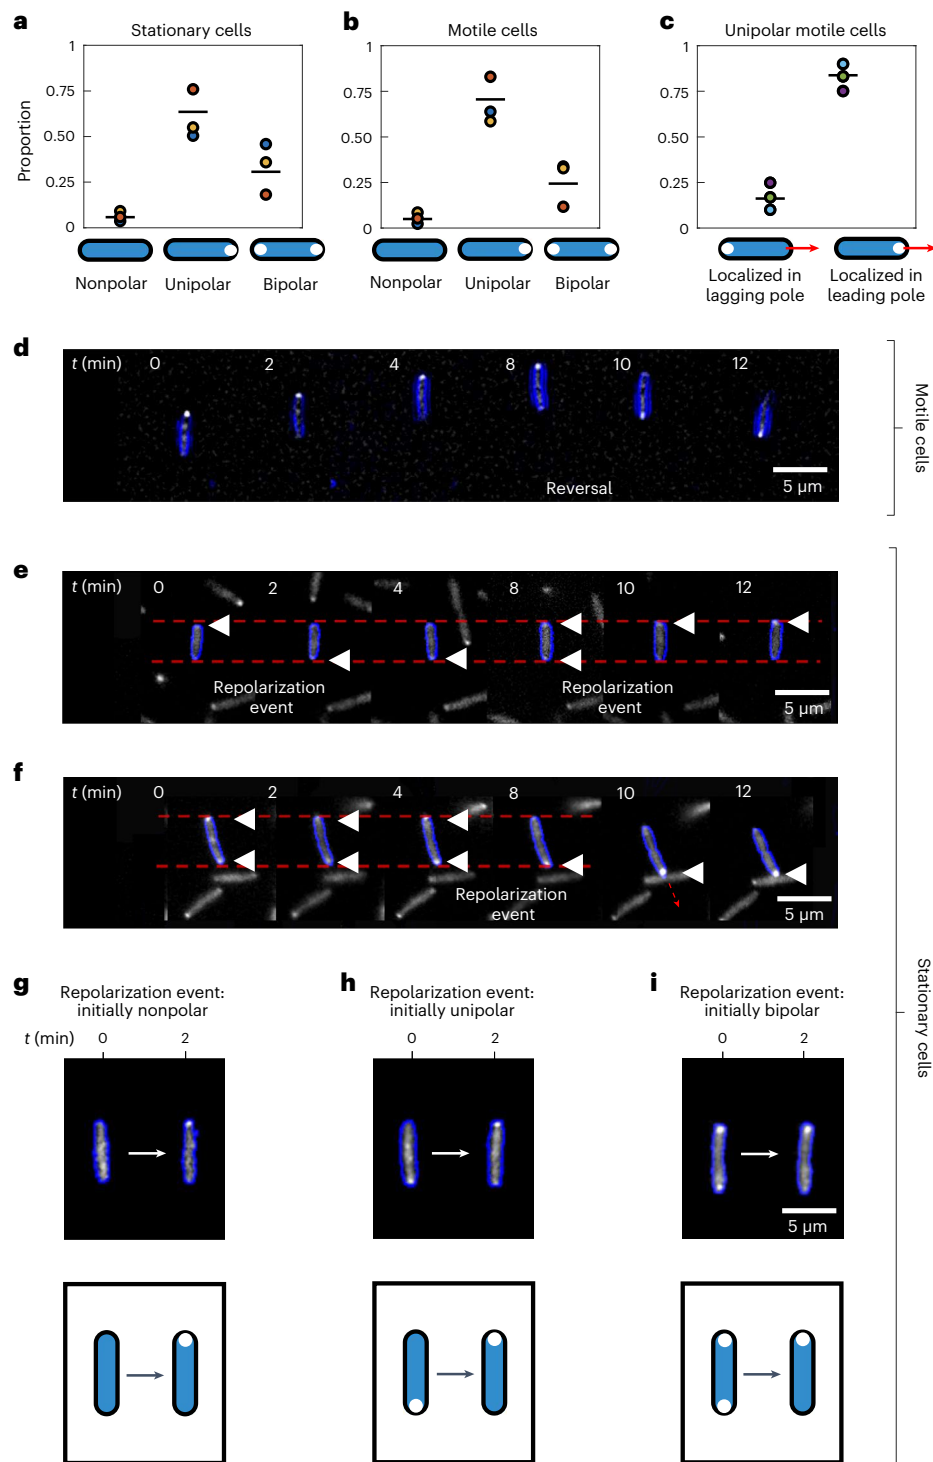 a
Stationary cells
1
0.75
0.50
0.25
0
Proportion
Nonpolar
Unipolar
Bipolar
b
Motile cells
1
0.75
0.50
0.25
0
Nonpolar
Unipolar
Bipolar
c
Unipolar motile cells
1
0.75
0.50
0.25
0
Localized in
lagging pole
Localized in
leading pole
d
t (min) 0 2 4 8 10 12
Reversal
5 µm
Motile cells
e
t (min) 0 2 4 8 10 12
Repolarization
event
Repolarization
event
5 µm
f
t (min) 0 2 4 8 10 12
Repolarization
event
5 µm
Stationary cells
g
Repolarization event:
initially nonpolar
t (min) 0 2
h
Repolarization event:
initially unipolar
0 2
i
Repolarization event:
initially bipolar
0 2
5 µm